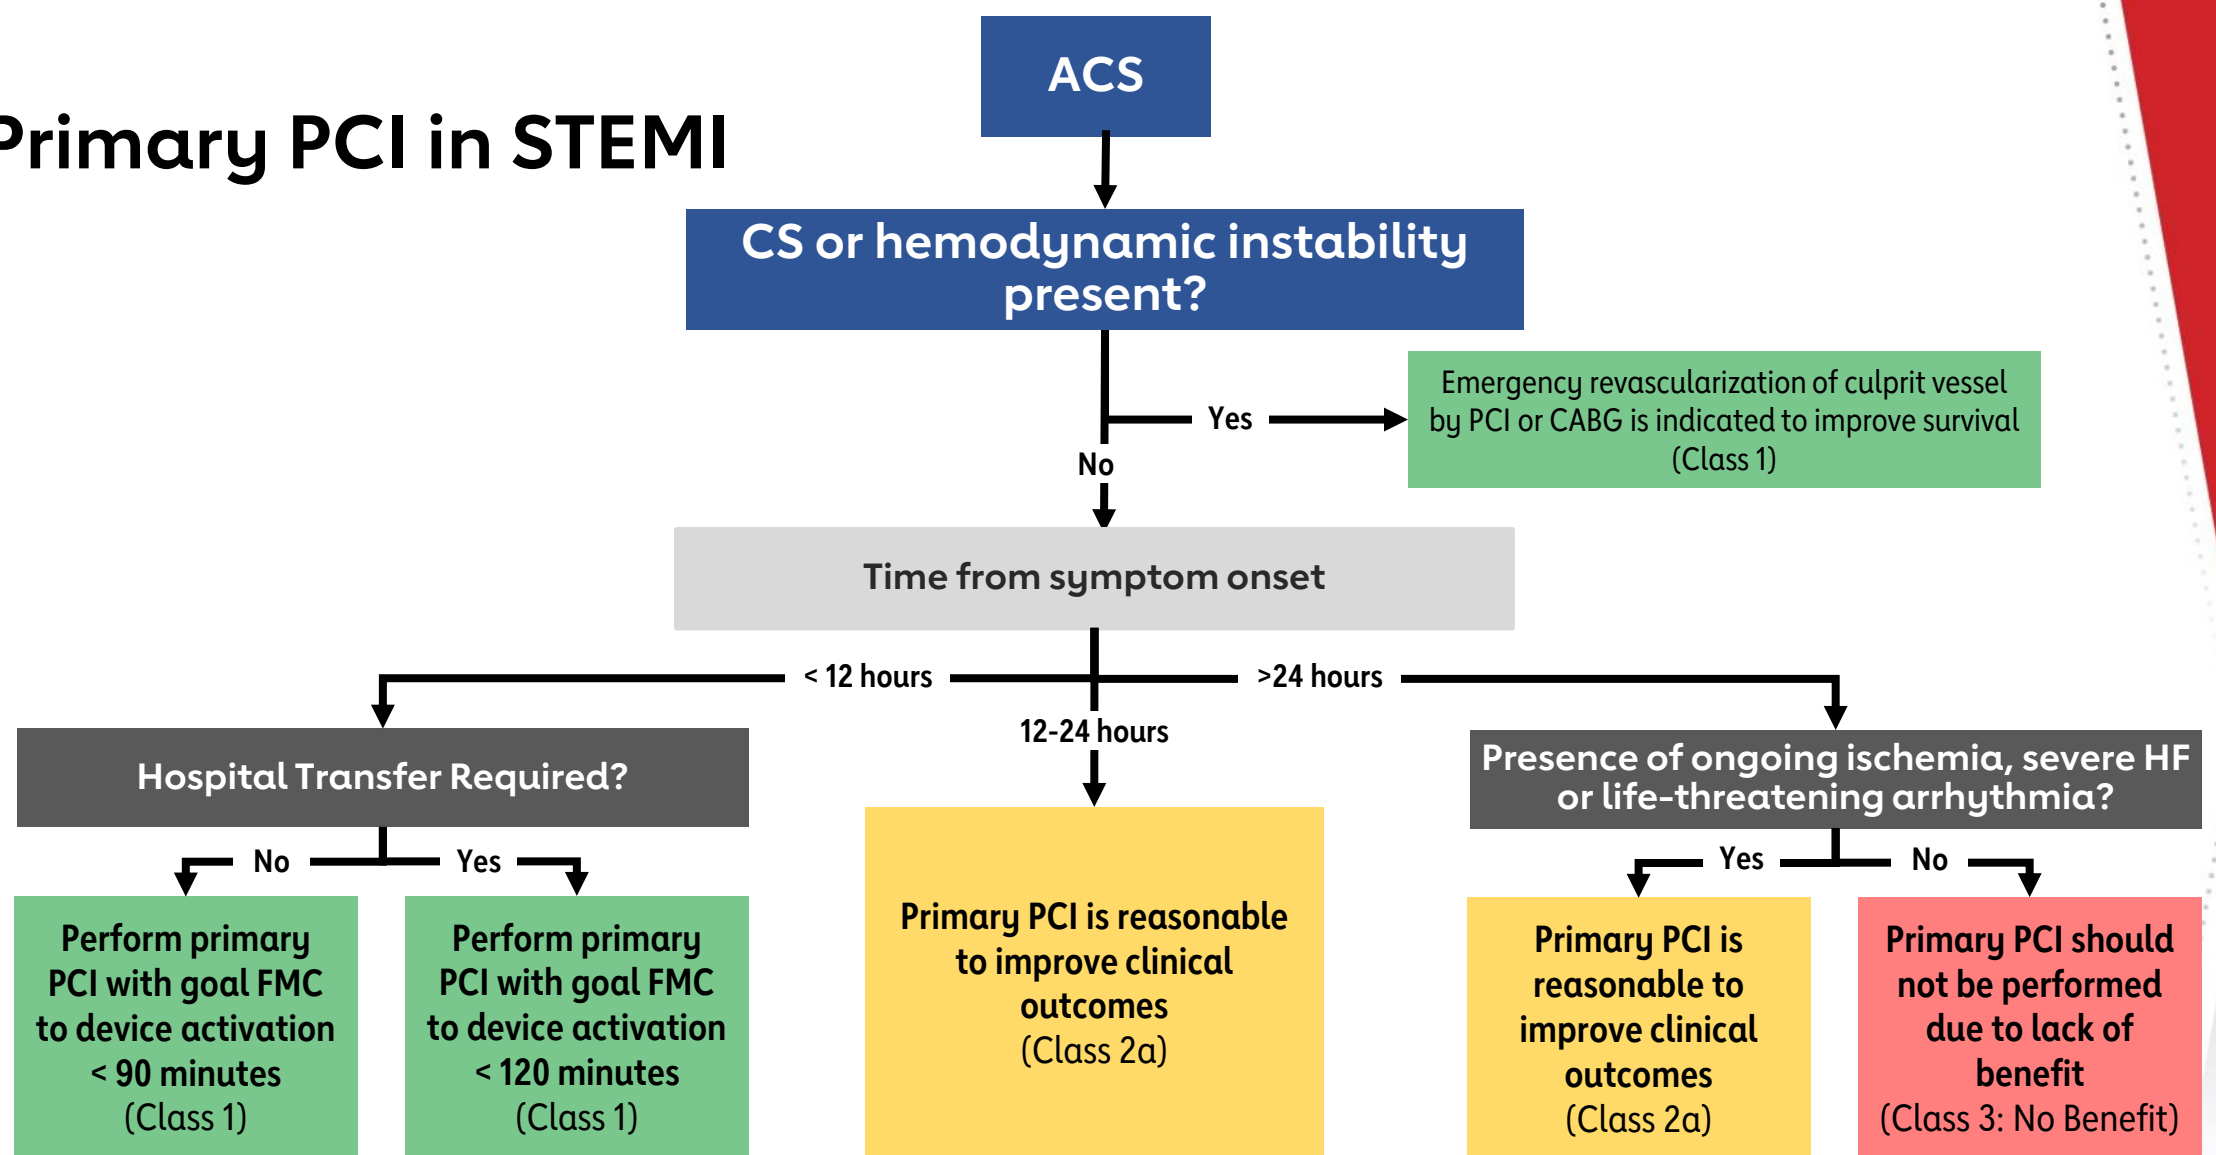 Primary PCI in STEMI
ACS
CS or hemodynamic instability
present?
Yes
Emergency revascularization of culprit vessel
by PCI or CABG is indicated to improve survival
(Class 1)
No
Time from symptom onset
< 12 hours
>24 hours
12-24 hours
Hospital Transfer Required?
No
Yes
Perform primary
PCI with goal FMC
to device activation
< 90 minutes
(Class 1)
Perform primary
PCI with goal FMC
to device activation
< 120 minutes
(Class 1)
Primary PCI is reasonable
to improve clinical
outcomes
(Class 2a)
Presence of ongoing ischemia, severe HF
or life-threatening arrhythmia?
Yes
No
Primary PCI is
reasonable to
improve clinical
outcomes
(Class 2a)
Primary PCI should
not be performed
due to lack of
benefit
(Class 3: No Benefit)